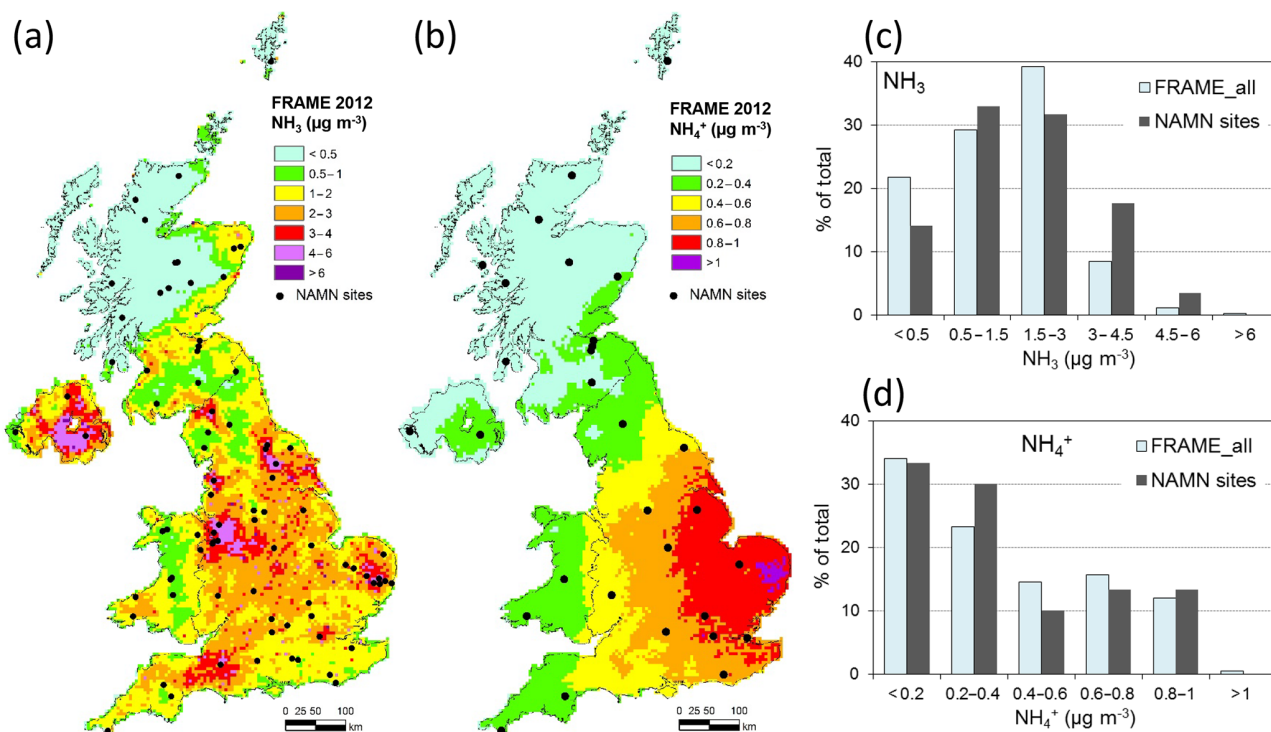 (a)
FRAME 2012
NH₃ (µg m⁻³)
< 0.5
0.5–1
1–2
2–3
3–4
4–6
>6
NAMN sites
0 25 50 100
km
(b)
FRAME 2012
NH₄⁺ (µg m⁻³)
<0.2
0.2–0.4
0.4–0.6
0.6–0.8
0.8–1
>1
NAMN sites
0 25 50 100
km
(c)
NH₃
FRAME_all
NAMN sites
% of total
40
30
20
10
0
<0.5 0.5–1.5 1.5–3 3–4.5 4.5–6 >6
NH₃ (µg m⁻³)
(d)
NH₄⁺
FRAME_all
NAMN sites
% of total
40
30
20
10
0
<0.2 0.2–0.4 0.4–0.6 0.6–0.8 0.8–1 >1
NH₄⁺ (µg m⁻³)